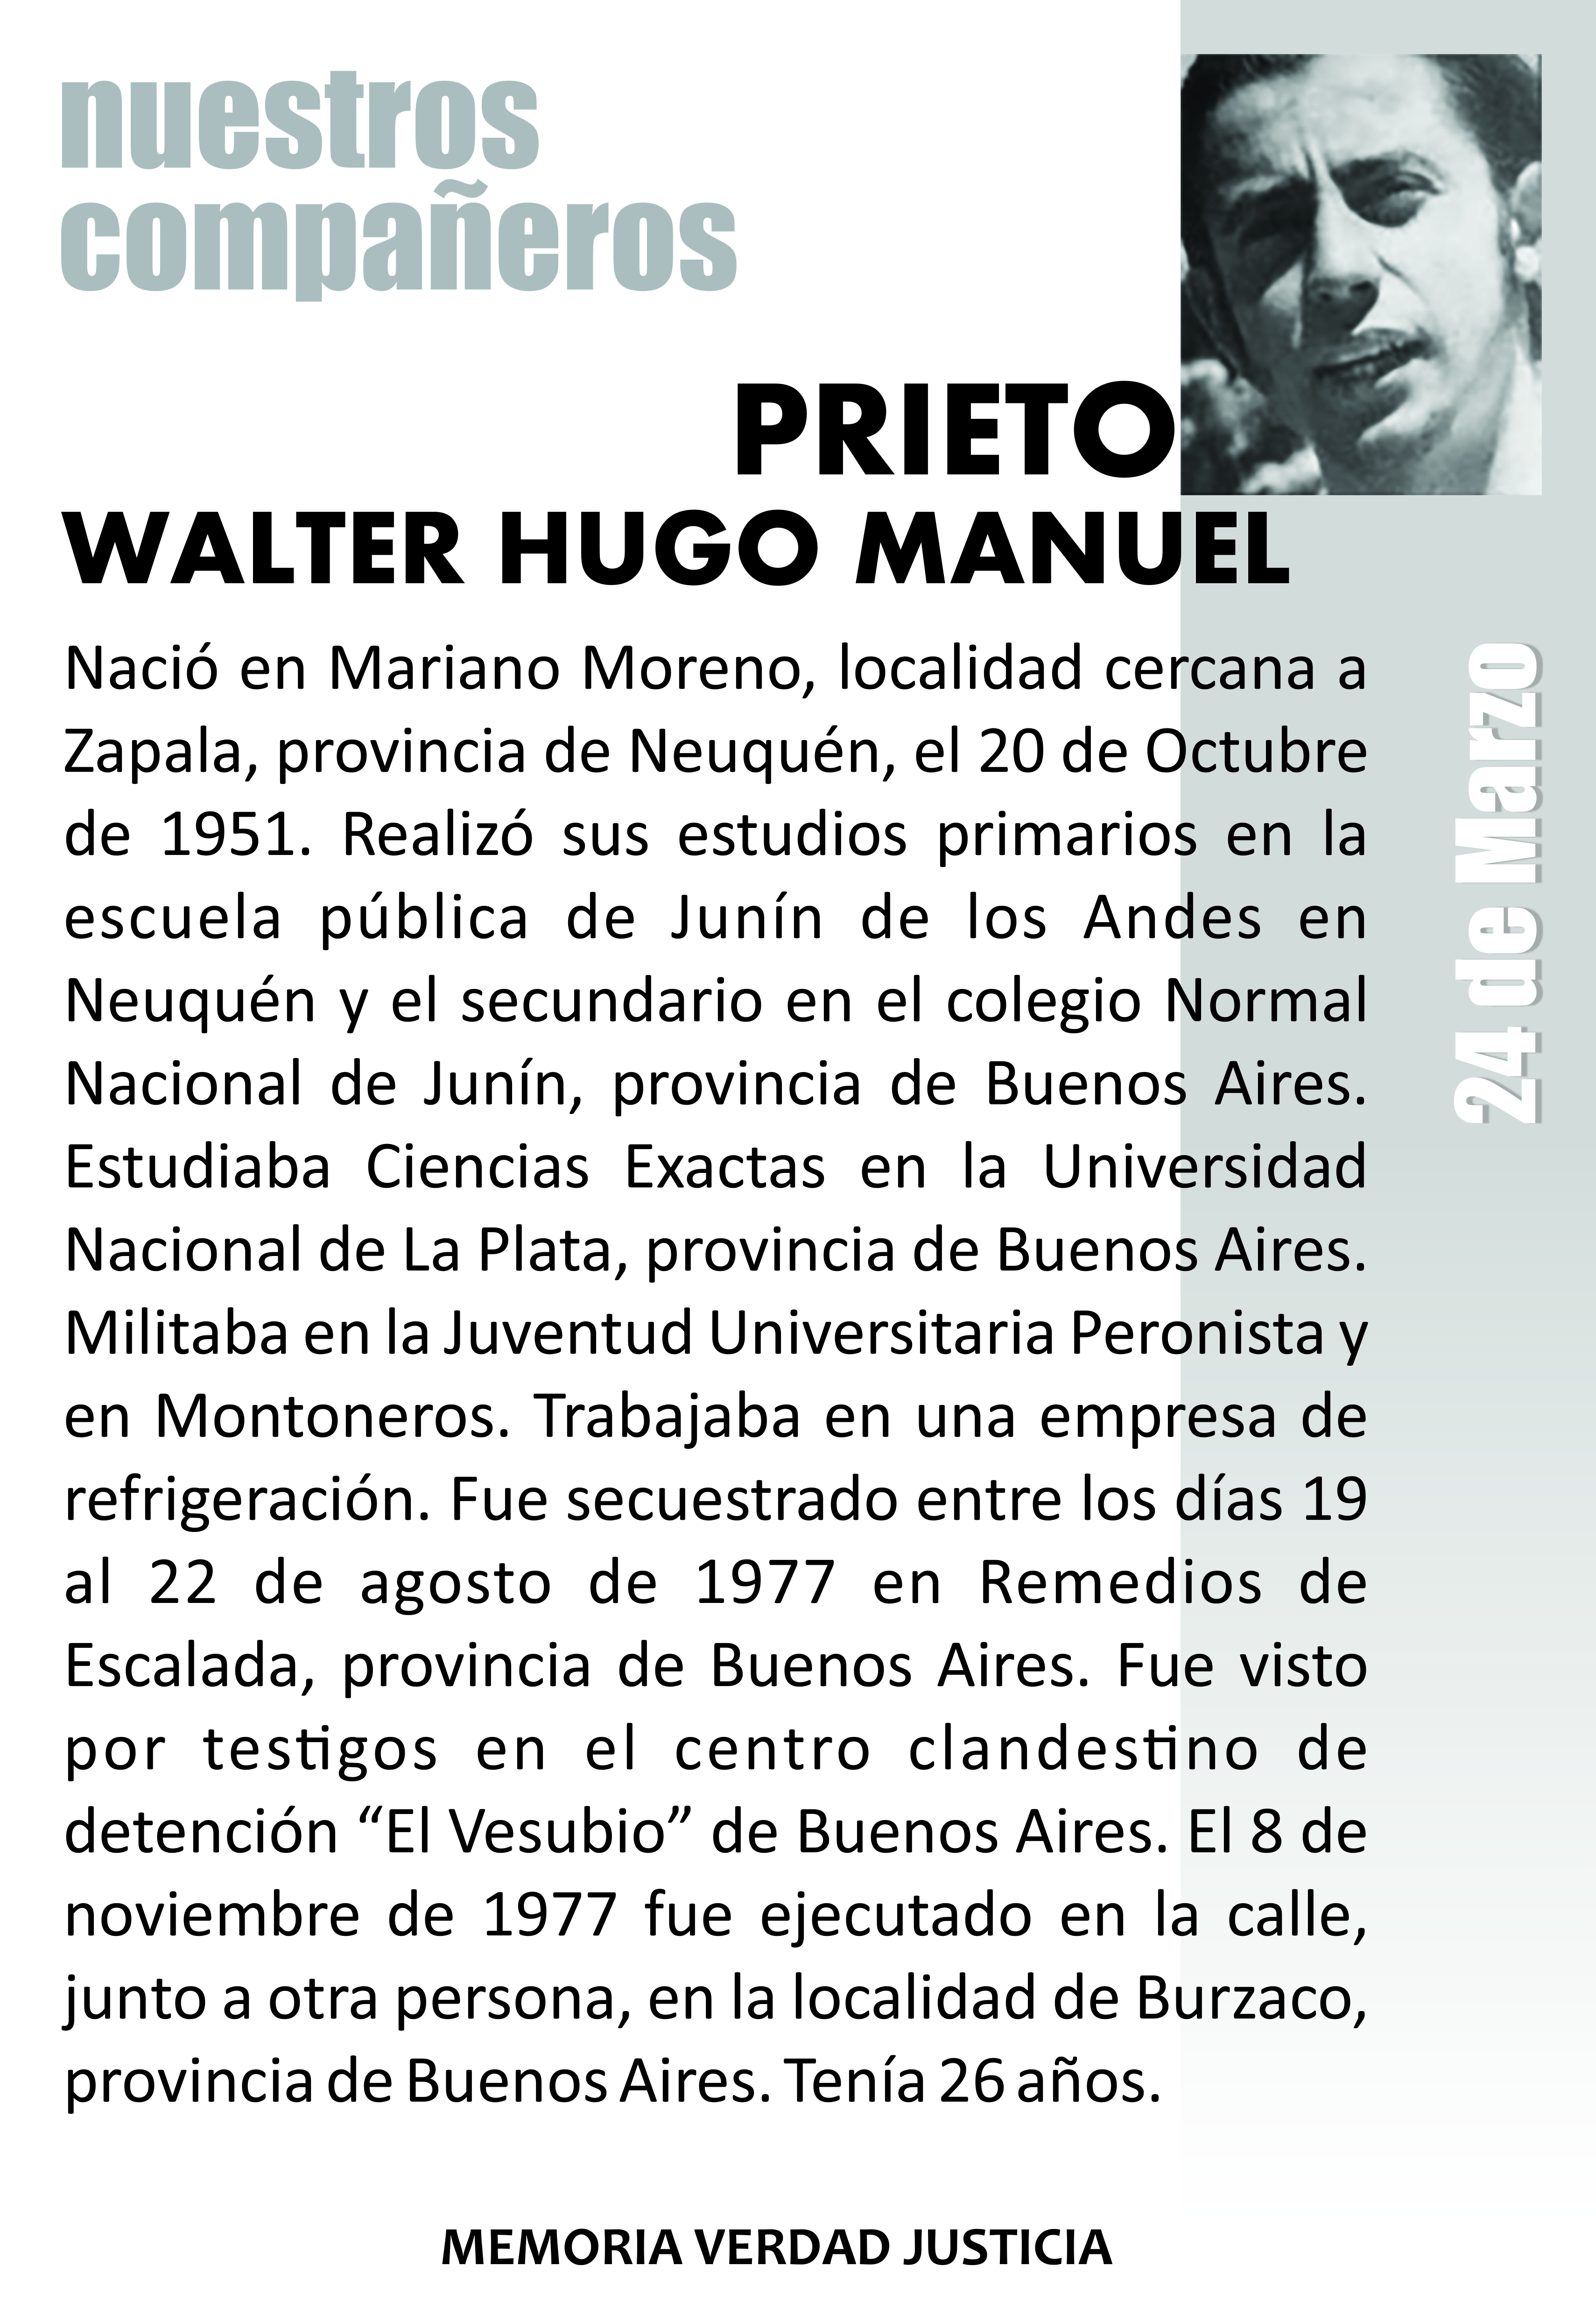 nuestros
compañeros
PRIETO
WALTER HUGO MANUEL
Nació en Mariano Moreno, localidad cercana a
Zapala, provincia de Neuquén, el 20 de Octubre
de 1951. Realizó sus estudios primarios en la
escuela pública de Junín de los Andes en
Neuquén y el secundario en el colegio Normal
Nacional de Junín, provincia de Buenos Aires.
Estudiaba Ciencias Exactas en la Universidad
Nacional de La Plata, provincia de Buenos Aires.
Militaba en la Juventud Universitaria Peronista y
en Montoneros. Trabajaba en una empresa de
refrigeración. Fue secuestrado entre los días 19
al 22 de agosto de 1977 en Remedios de
Escalada, provincia de Buenos Aires. Fue visto
por testigos en el centro clandestino de
detención “El Vesubio” de Buenos Aires. El 8 de
noviembre de 1977 fue ejecutado en la calle,
junto a otra persona, en la localidad de Burzaco,
provincia de Buenos Aires. Tenía 26 años.
24 de Marzo
MEMORIA VERDAD JUSTICIA